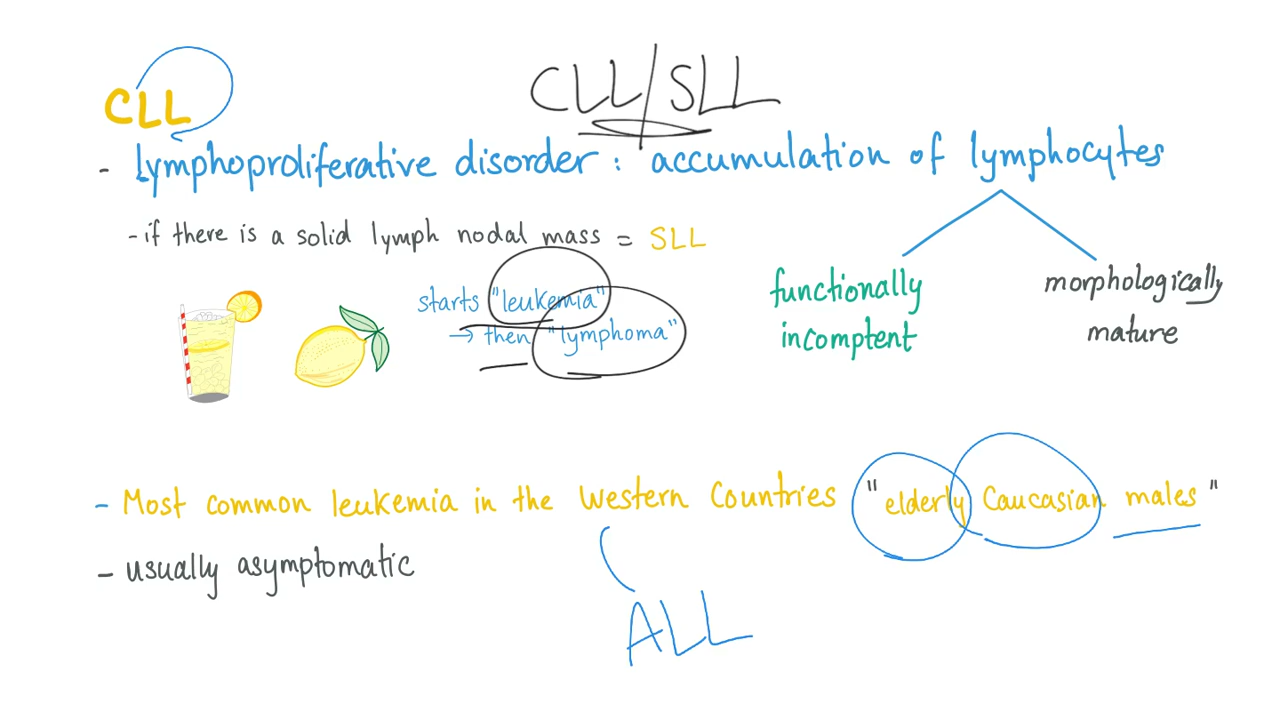 CLL
CLL/SLL
- Lymphoproliferative disorder : accumulation of lymphocytes
- if there is a solid lymph nodal mass = SLL
starts "leukemia"
→ then "lymphoma"
functionally
incomptent
morphologically
mature
- Most common leukemia in the Western Countries "elderly Caucasian males"
- usually asymptomatic
ALL